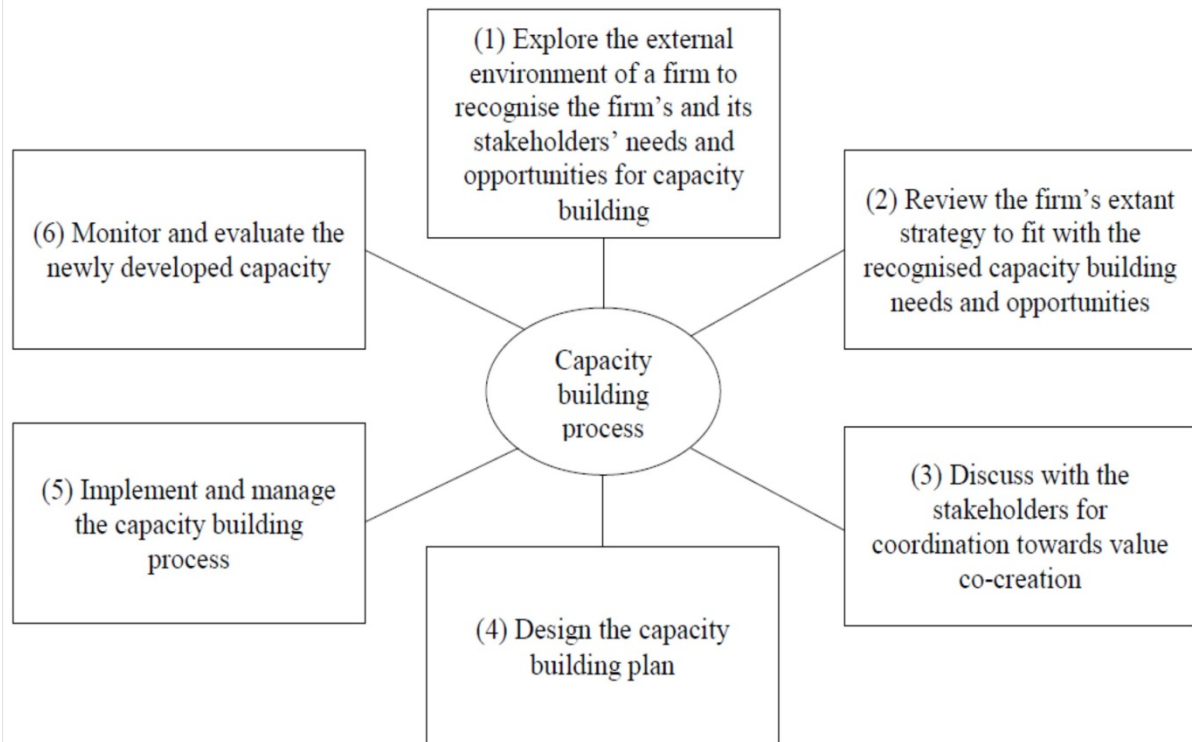 (1) Explore the external
environment of a firm to
recognise the firm's and its
stakeholders' needs and
opportunities for capacity
building
(2) Review the firm's extant
strategy to fit with the
recognised capacity building
needs and opportunities
(3) Discuss with the
stakeholders for
coordination towards value
co-creation
(4) Design the capacity
building plan
(5) Implement and manage
the capacity building
process
(6) Monitor and evaluate the
newly developed capacity
Capacity
building
process